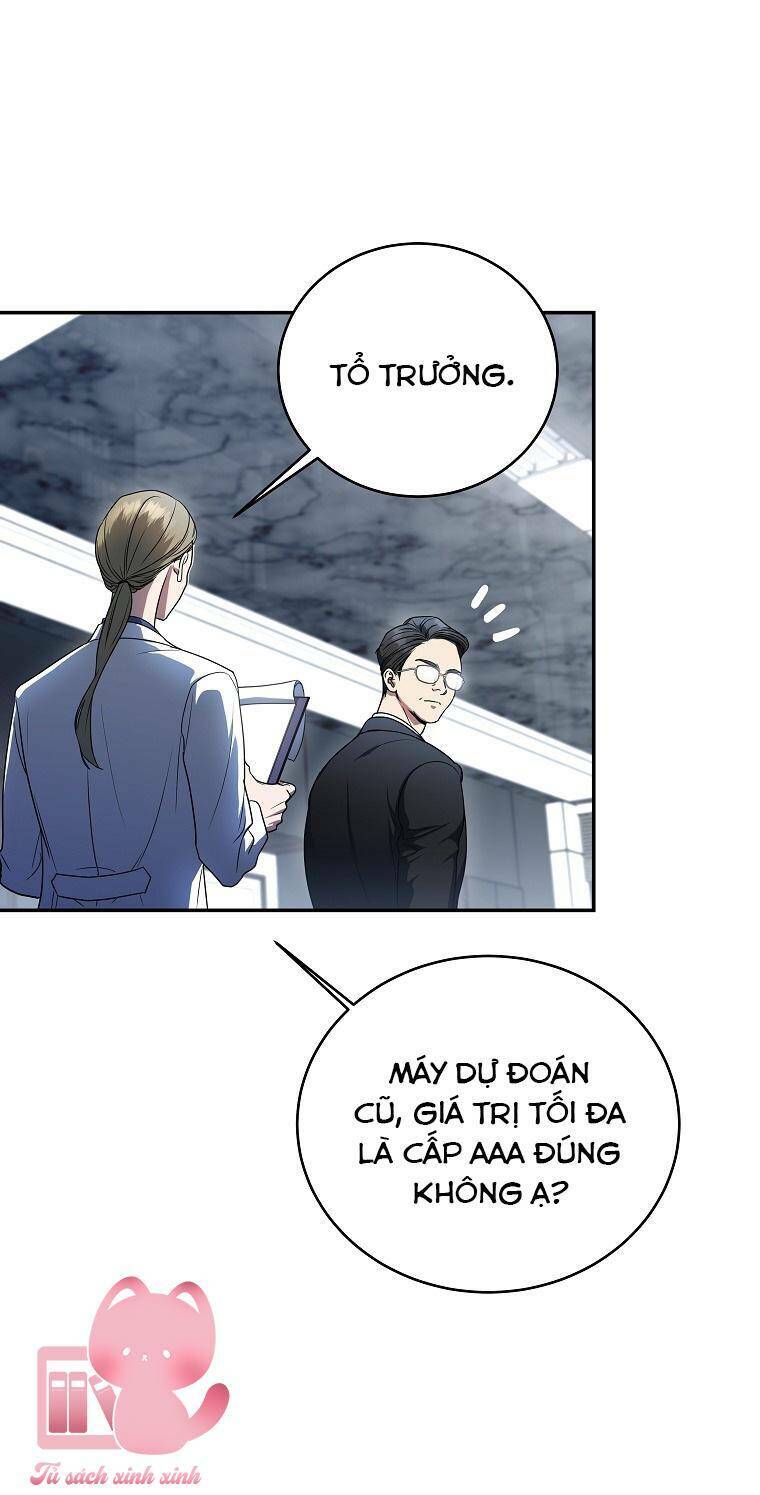 TỔ TRƯỞNG.
MÁY DỰ ĐOÁN
CŨ, GIÁ TRỊ TỐI ĐA
LÀ CẤP AAA ĐÚNG
KHÔNG Ạ?
Tủ sách xinh xinh